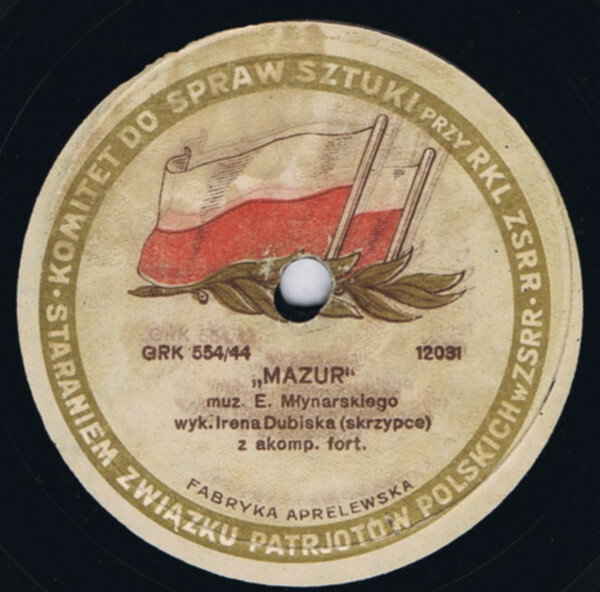 KOMITET DO SPRAW SZTUKI PRZY RKL ZSRR
GRK 554/44 12031
„MAZUR“
muz. E. Młynarskiego
wyk. Irena Dubiska (skrzypce)
z akomp. fort.
FABRYKA APRELEWSKA
STARANIEM ZWIĄZKU PATRJOTÓW POLSKICH W ZSRR